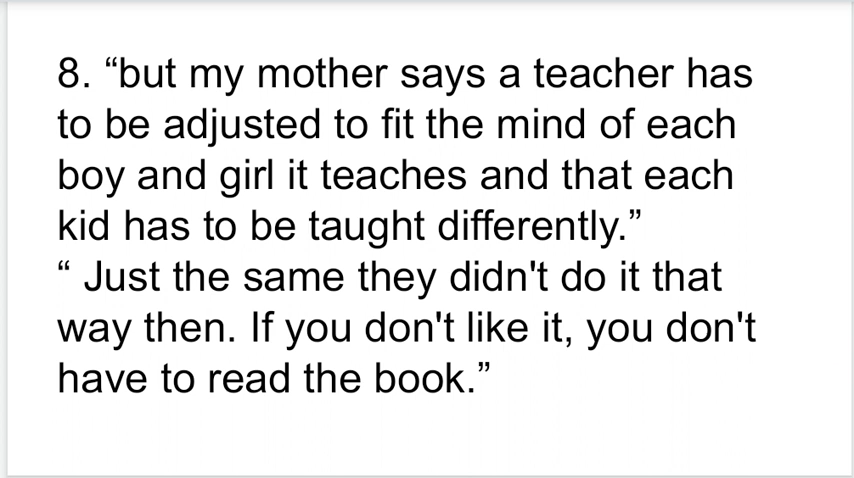 8. “but my mother says a teacher has
to be adjusted to fit the mind of each
boy and girl it teaches and that each
kid has to be taught differently.”
“ Just the same they didn't do it that
way then. If you don't like it, you don't
have to read the book.”